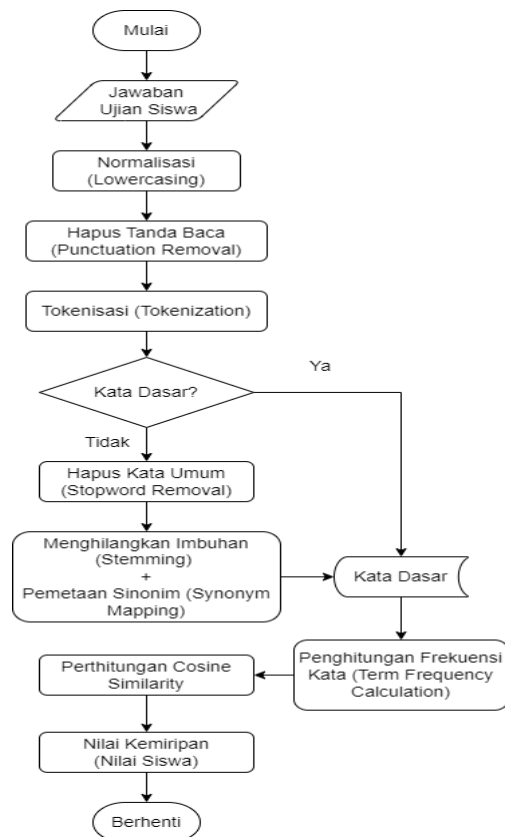 Mulai
Jawaban
Ujian Siswa
Normalisasi
(Lowercasing)
Hapus Tanda Baca
(Punctuation Removal)
Tokenisasi (Tokenization)
Kata Dasar?
Ya
Tidak
Hapus Kata Umum
(Stopword Removal)
Menghilangkan Imbuhan
(Stemming)
+
Pemetaan Sinonim (Synonym
Mapping)
Kata Dasar
Penghitungan Frekuensi
Kata (Term Frequency
Calculation)
Perthitungan Cosine
Similarity
Nilai Kemiripan
(Nilai Siswa)
Berhenti